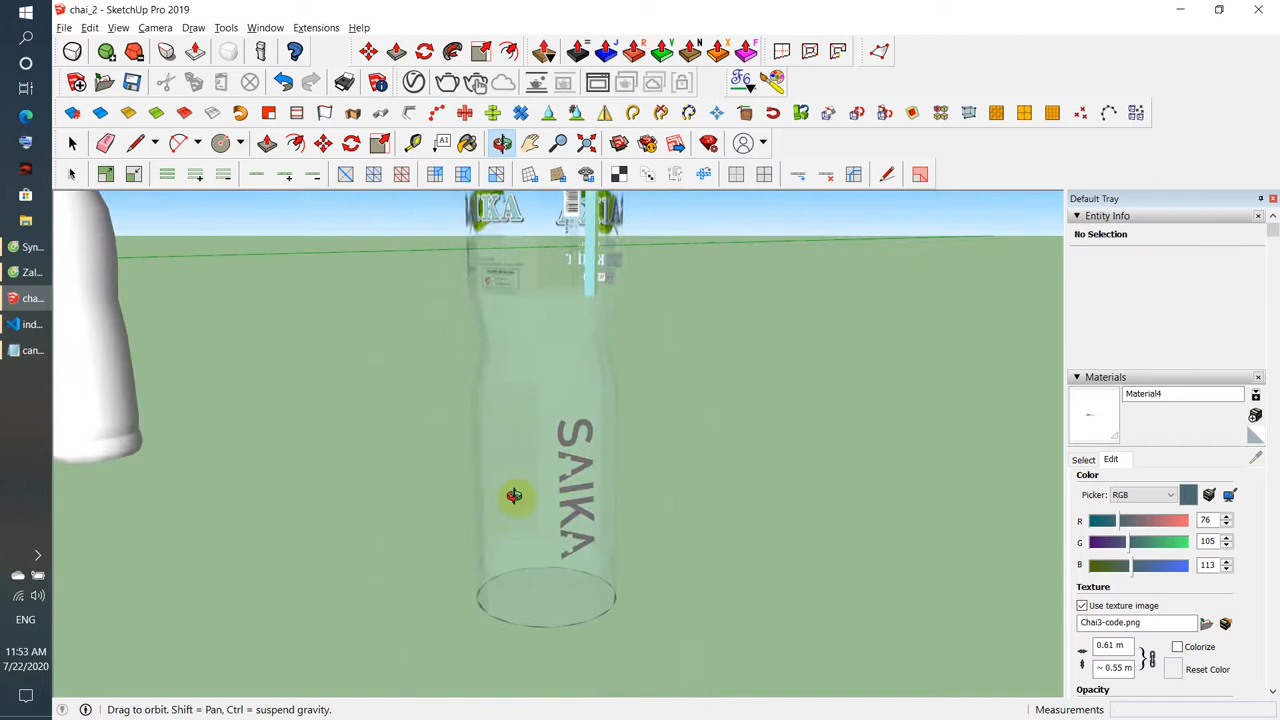 chai_2 - SketchUp Pro 2019
File Edit View Camera Draw Tools Window Extensions Help
A1
F6
Default Tray
Entity Info
No Selection
SAIKA
Materials
Material4
Select Edit
Color
Picker: RGB
R 76
G 105
B 113
Texture
Use texture image
Chai3-code.png
0.61 m
Colorize
~ 0.55 m
Reset Color
Opacity
Syn...
Zal...
cha...
ind...
can...
ENG
11:53 AM
7/22/2020
Drag to orbit. Shift = Pan, Ctrl = suspend gravity.
Measurements